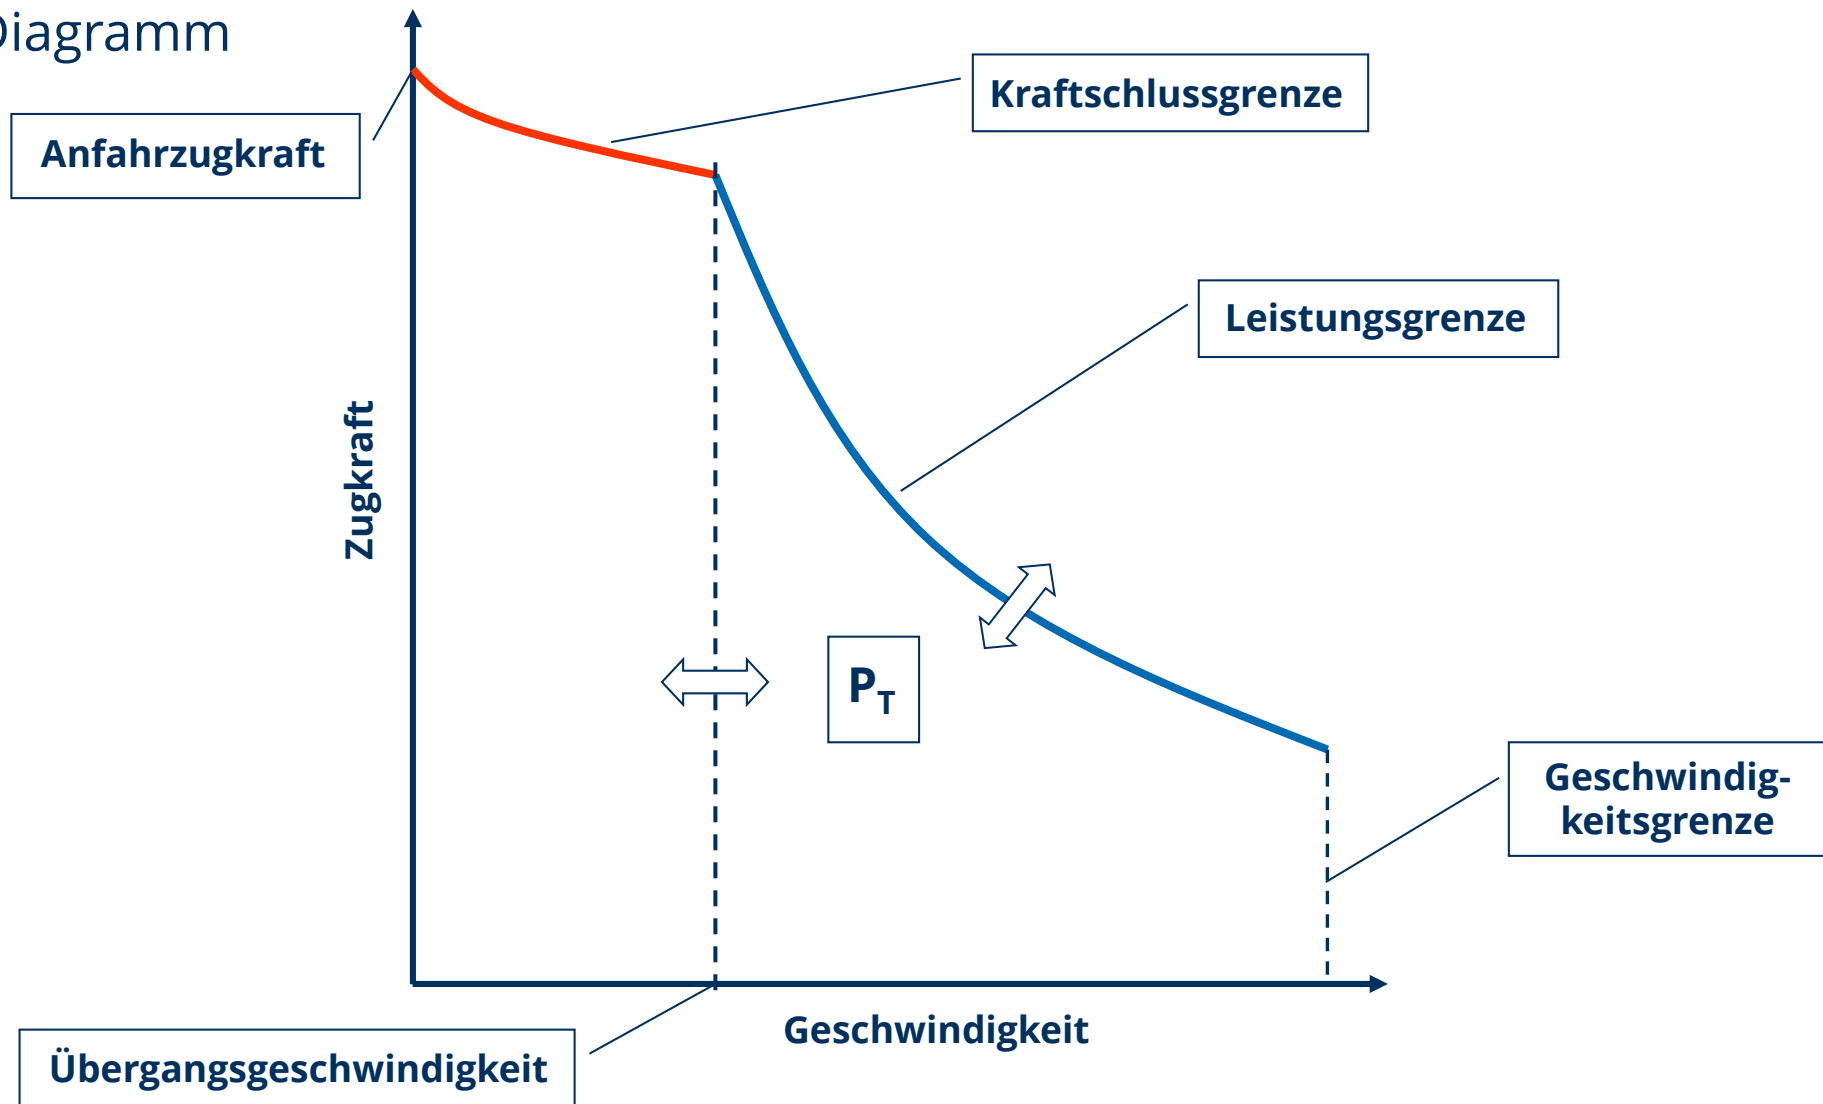 Diagramm
Kraftschlussgrenze
Anfahrzugkraft
Leistungsgrenze
Zugkraft
P_T
Geschwindig-
keitsgrenze
Geschwindigkeit
Übergangsgeschwindigkeit